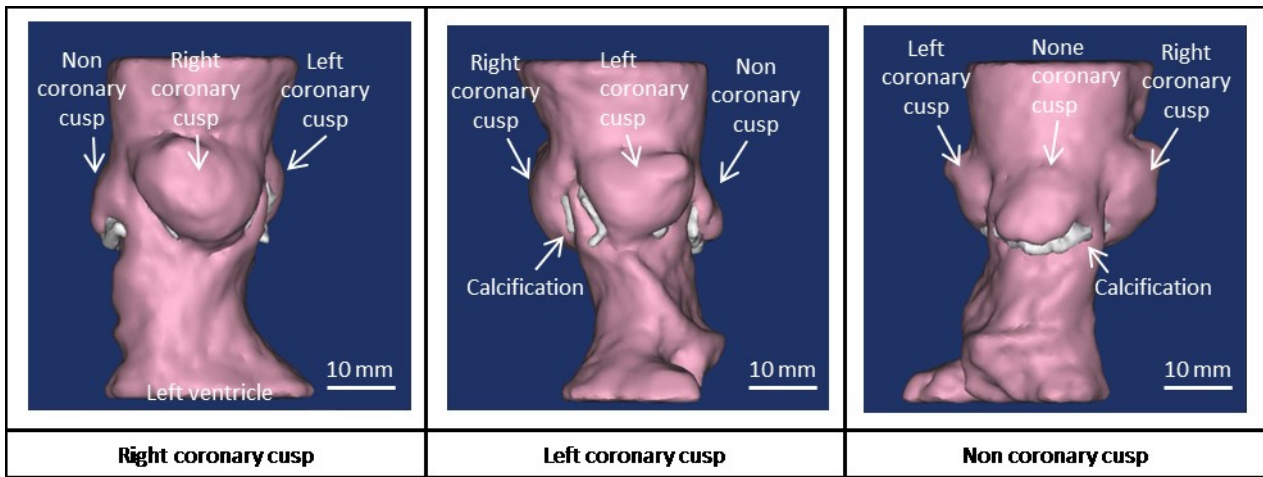 Non
coronary
cusp
Right
coronary
cusp
Left
coronary
cusp
Left ventricle
10 mm
Right
coronary
cusp
Left
coronary
cusp
Non
coronary
cusp
Calcification
10 mm
Left
coronary
cusp
None
coronary
cusp
Right
coronary
cusp
Calcification
10 mm
Right coronary cusp
Left coronary cusp
Non coronary cusp